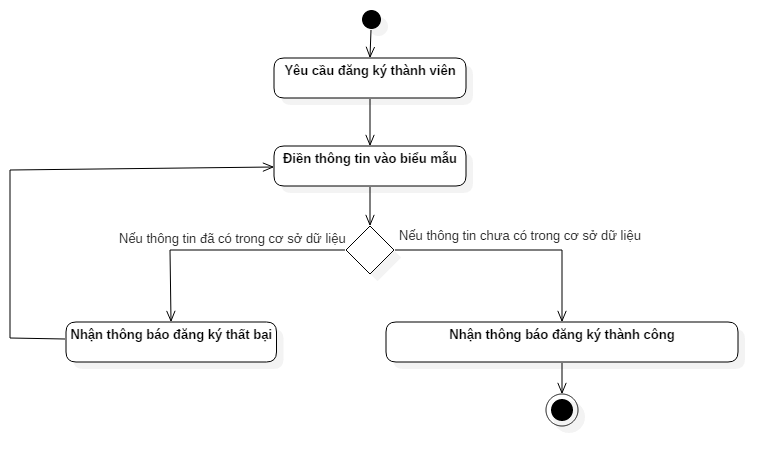 Yêu cầu đăng ký thành viên
Điền thông tin vào biểu mẫu
Nếu thông tin đã có trong cơ sở dữ liệu
Nếu thông tin chưa có trong cơ sở dữ liệu
Nhận thông báo đăng ký thất bại
Nhận thông báo đăng ký thành công